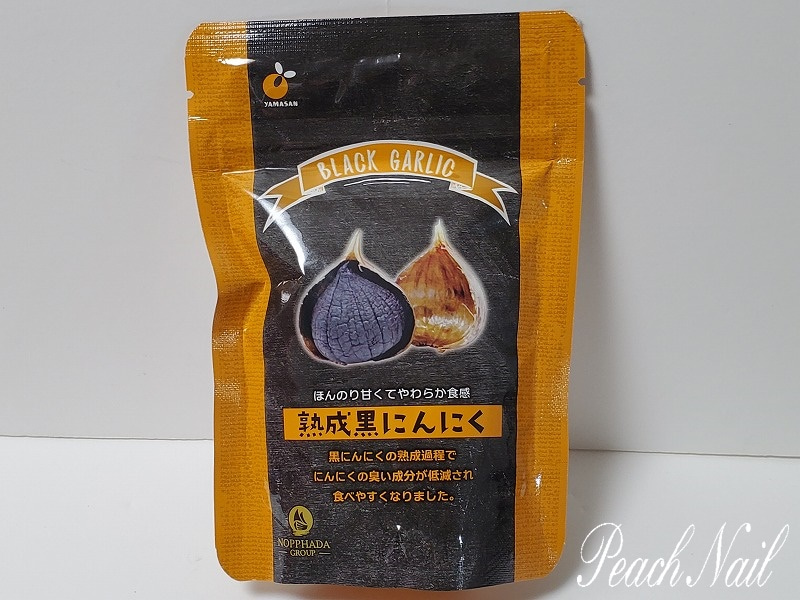 YAMASAN
BLACK GARLIC
ほんのり甘くてやわらか食感
熟成黒にんにく
黒にんにくの熟成過程で
にんにくの臭い成分が低減され
食べやすくなりました。
NOPPHADA
GROUP
Peach Nail